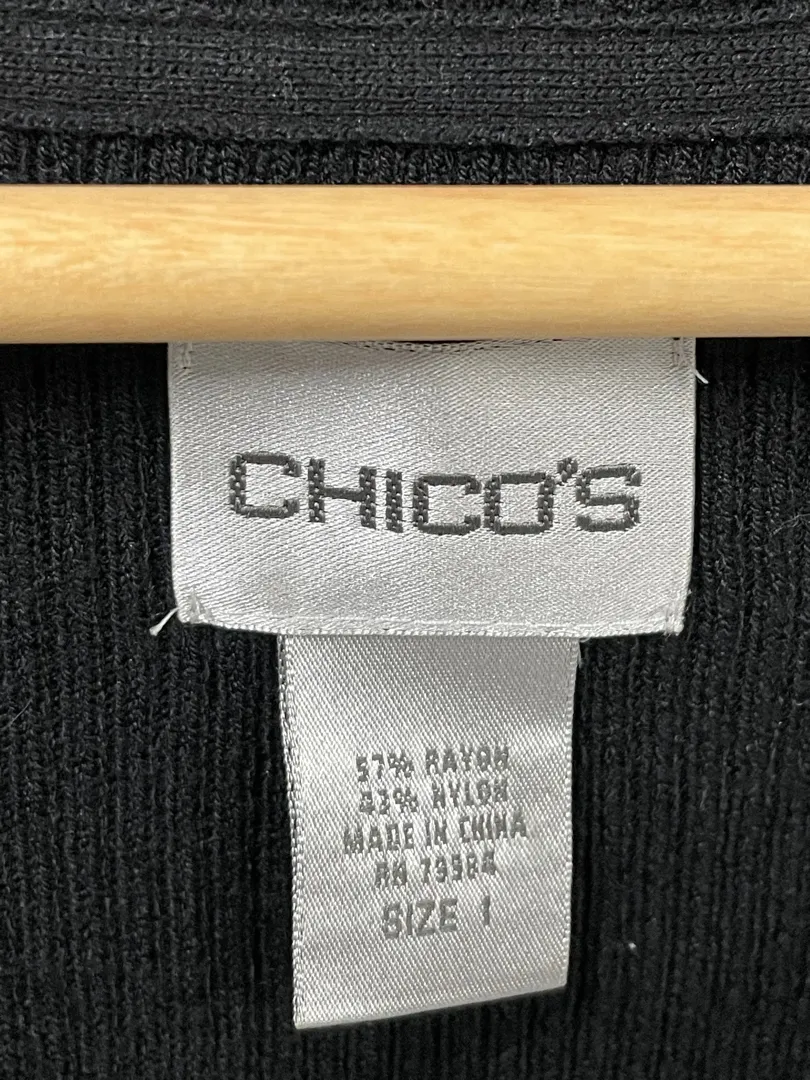 CHICO'S
57% RAYON
43% NYLON
MADE IN CHINA
RN 79984
SIZE 1